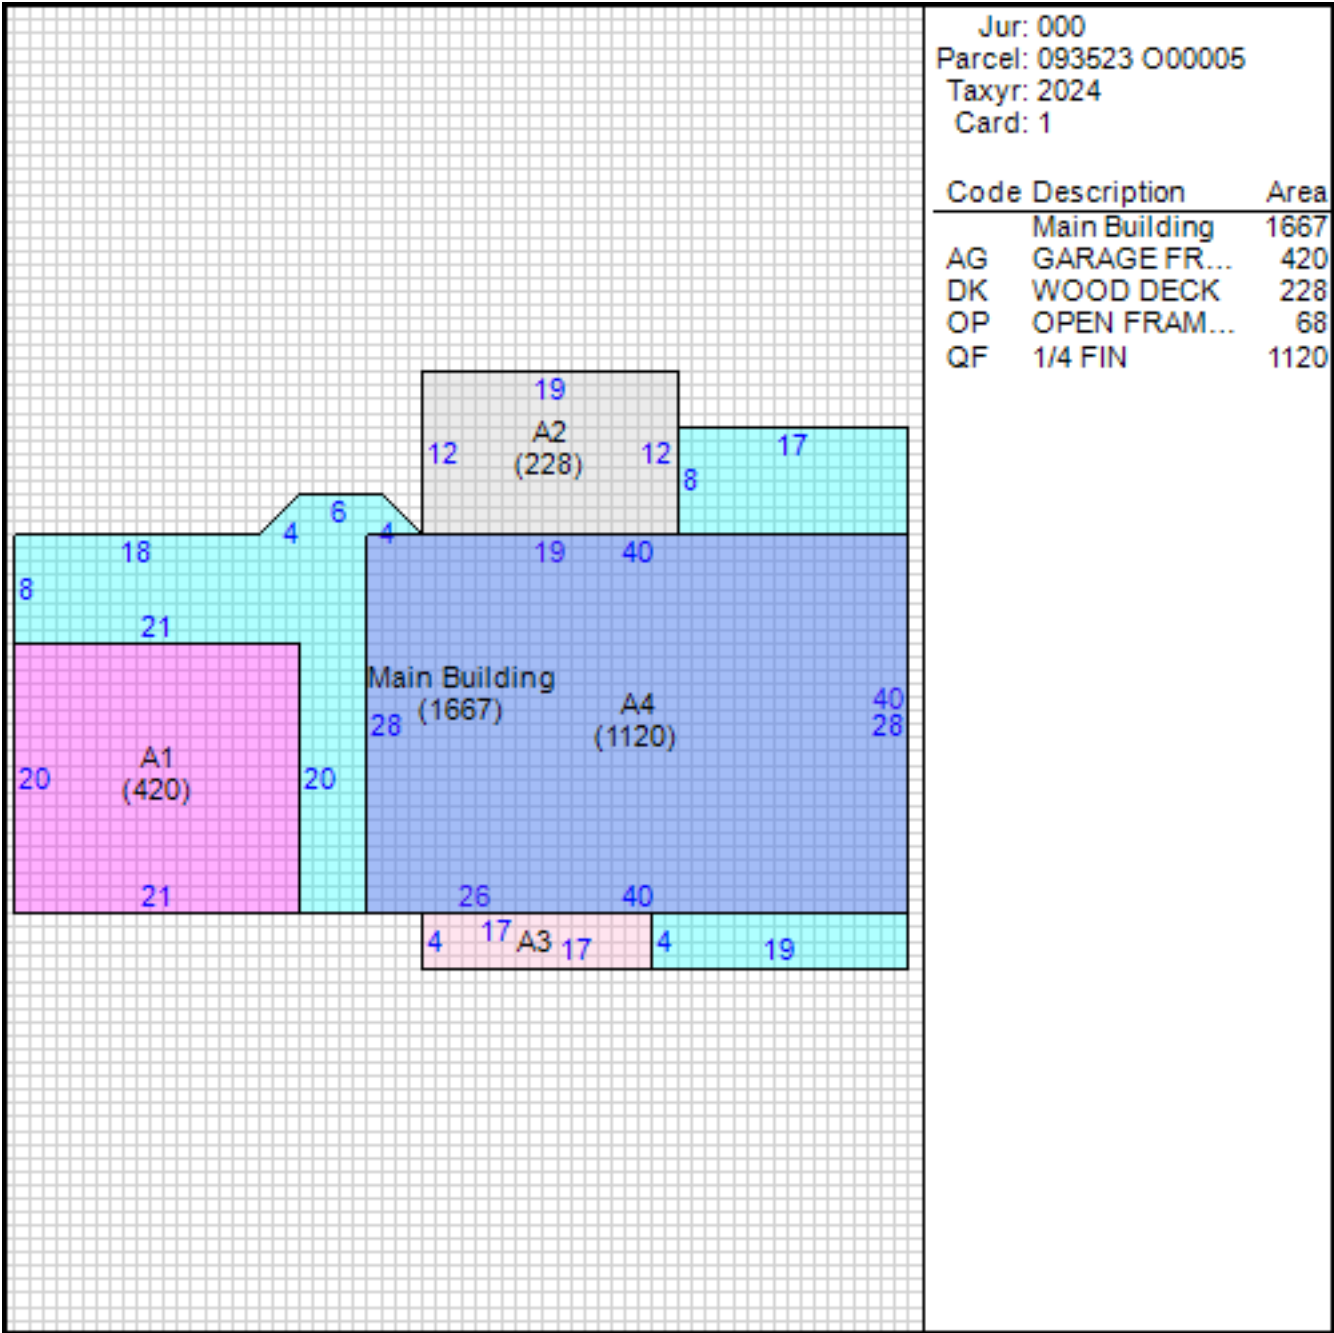 Jur: 000
Parcel: 093523 O00005
Taxyr: 2024
Card: 1
Code Description Area
Main Building 1667
AG GARAGE FR... 420
DK WOOD DECK 228
OP OPEN FRAM... 68
QF 1/4 FIN 1120
19
A2
12 12
(228)
17
8
6
4 4
18 19 40
8
21
Main Building
(1667)
A4
(1120)
40
28 28
A1
(420)
20 20
21 26 40
4 17 A3 17 4 19